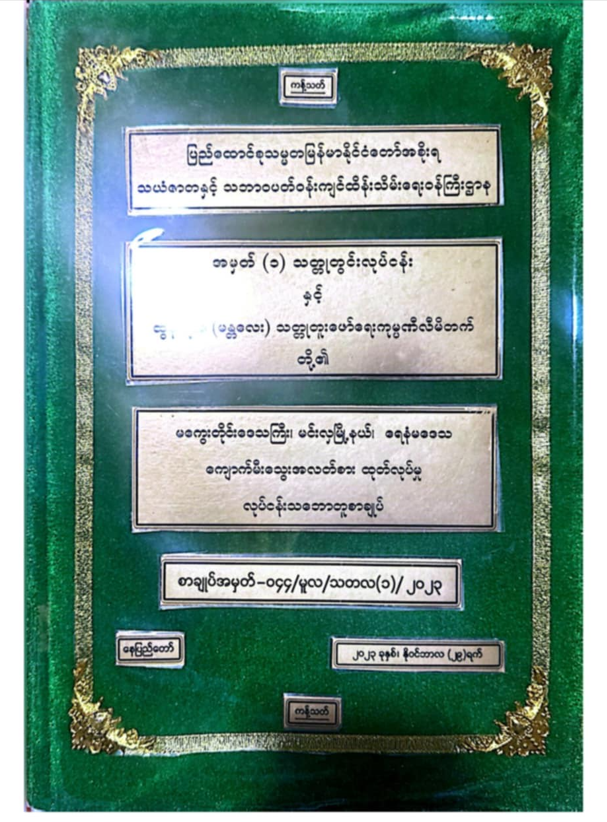 ကန့်သတ်
ပြည်ထောင်စုသမ္မတမြန်မာနိုင်ငံတော်အစိုးရ
သယံဇာတနှင့် သဘာဝပတ်ဝန်းကျင်ထိန်းသိမ်းရေးဝန်ကြီးဌာန
အမှတ် (၁) သတ္တုတွင်းလုပ်ငန်း
နှင့်
(မန္တလေး) သတ္တုတူးဖော်ရေးကုမ္ပဏီလီမိတက်
တို့၏
မကွေးတိုင်းဒေသကြီး၊ မင်းလှမြို့နယ်၊ ရေနံမဒေသ
ကျောက်မီးသွေးအလတ်စား ထုတ်လုပ်မှု
လုပ်ငန်းသဘောတူစာချုပ်
စာချုပ်အမှတ်-၀၄၄/မူလ/သတလ(၁)/၂၀၂၃
နေပြည်တော်
၂၀၂၃ ခုနှစ်၊ နိုဝင်ဘာလ (၂၉)ရက်
ကန့်သတ်